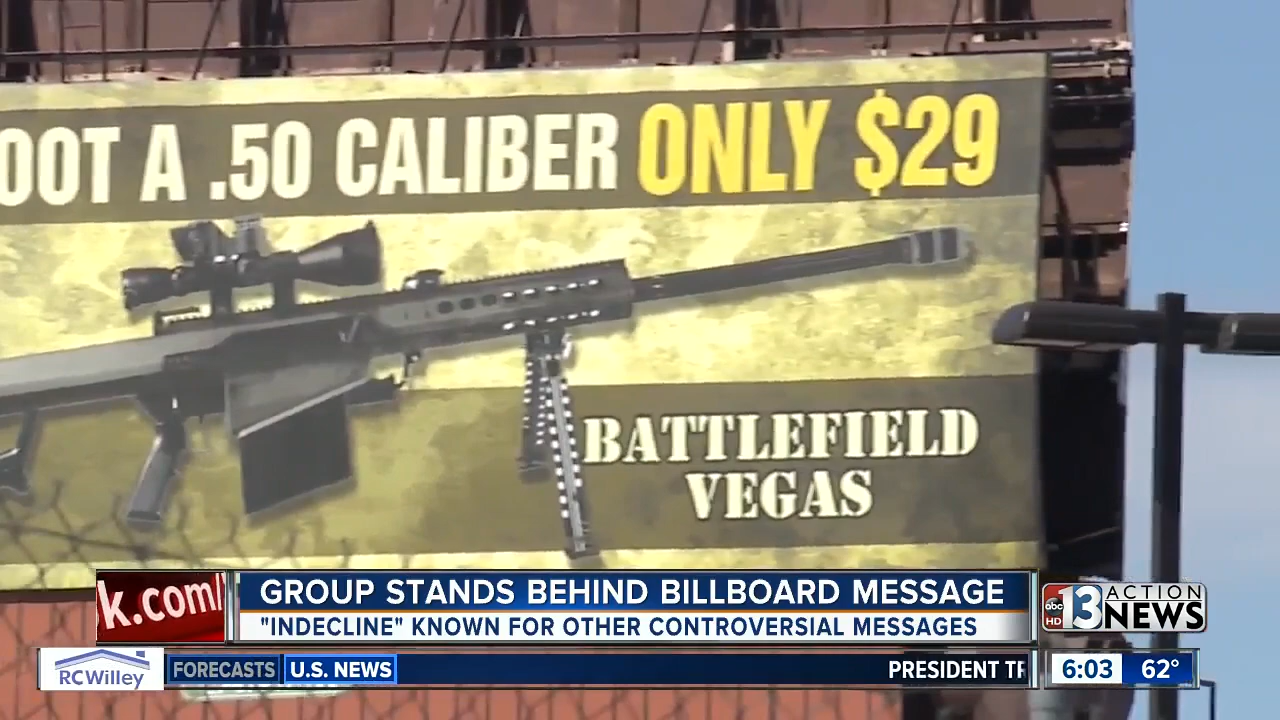 OOT A .50 CALIBER ONLY $29
BATTLEFIELD
VEGAS
k.com/
GROUP STANDS BEHIND BILLBOARD MESSAGE
"INDECLINE" KNOWN FOR OTHER CONTROVERSIAL MESSAGES
abc HD 13 ACTION NEWS
RCWilley FORECASTS U.S. NEWS PRESIDENT TR 6:03 62°